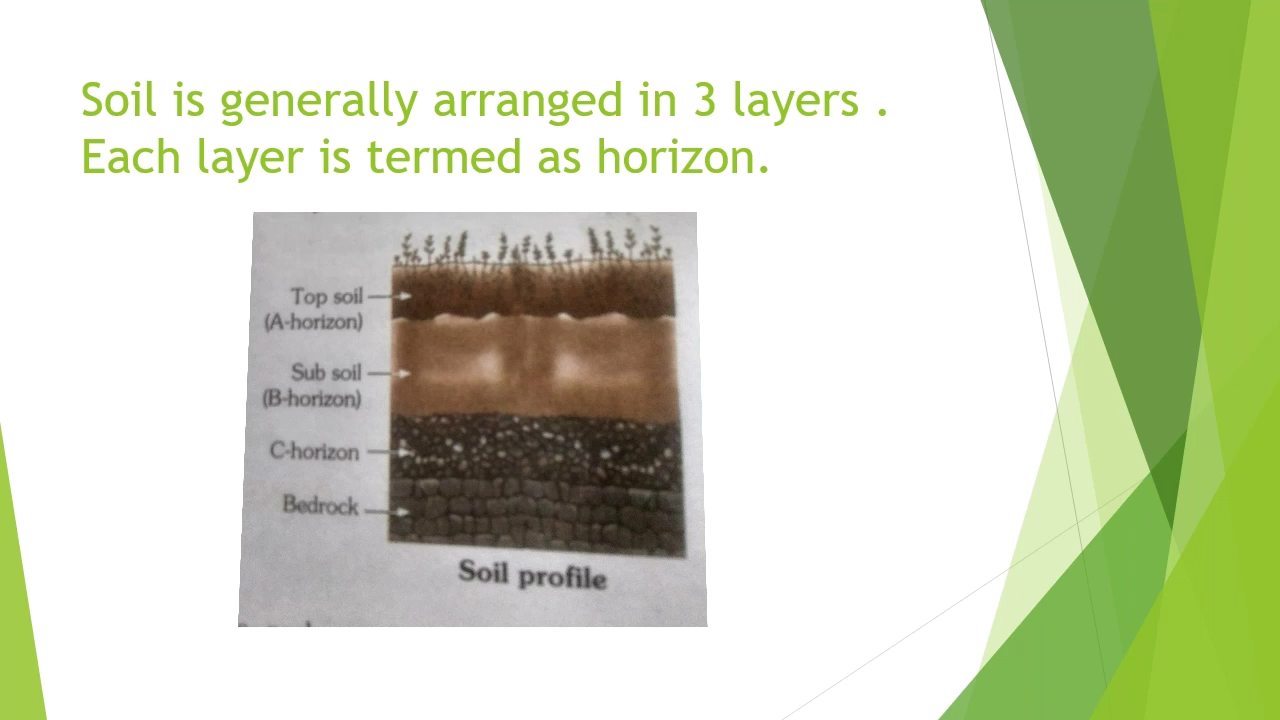 Soil is generally arranged in 3 layers .
Each layer is termed as horizon.
Top soil
(A-horizon)
Sub soil
(B-horizon)
C-horizon
Bedrock
Soil profile